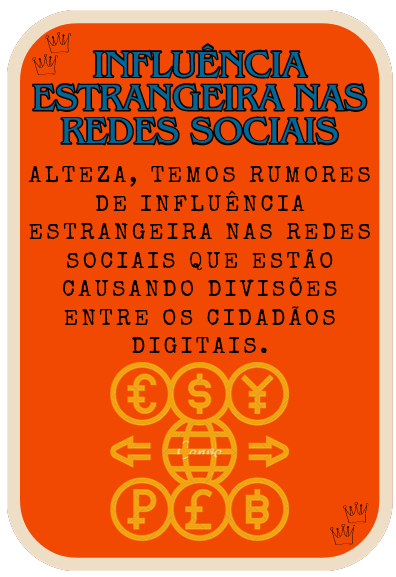 INFLUÊNCIA
ESTRANGEIRA NAS
REDES SOCIAIS
ALTEZA, TEMOS RUMORES
DE INFLUÊNCIA
ESTRANGEIRA NAS REDES
SOCIAIS QUE ESTÃO
CAUSANDO DIVISÕES
ENTRE OS CIDADÃOS
DIGITAIS.
€ $ ¥
Canva
₽ £ ₿